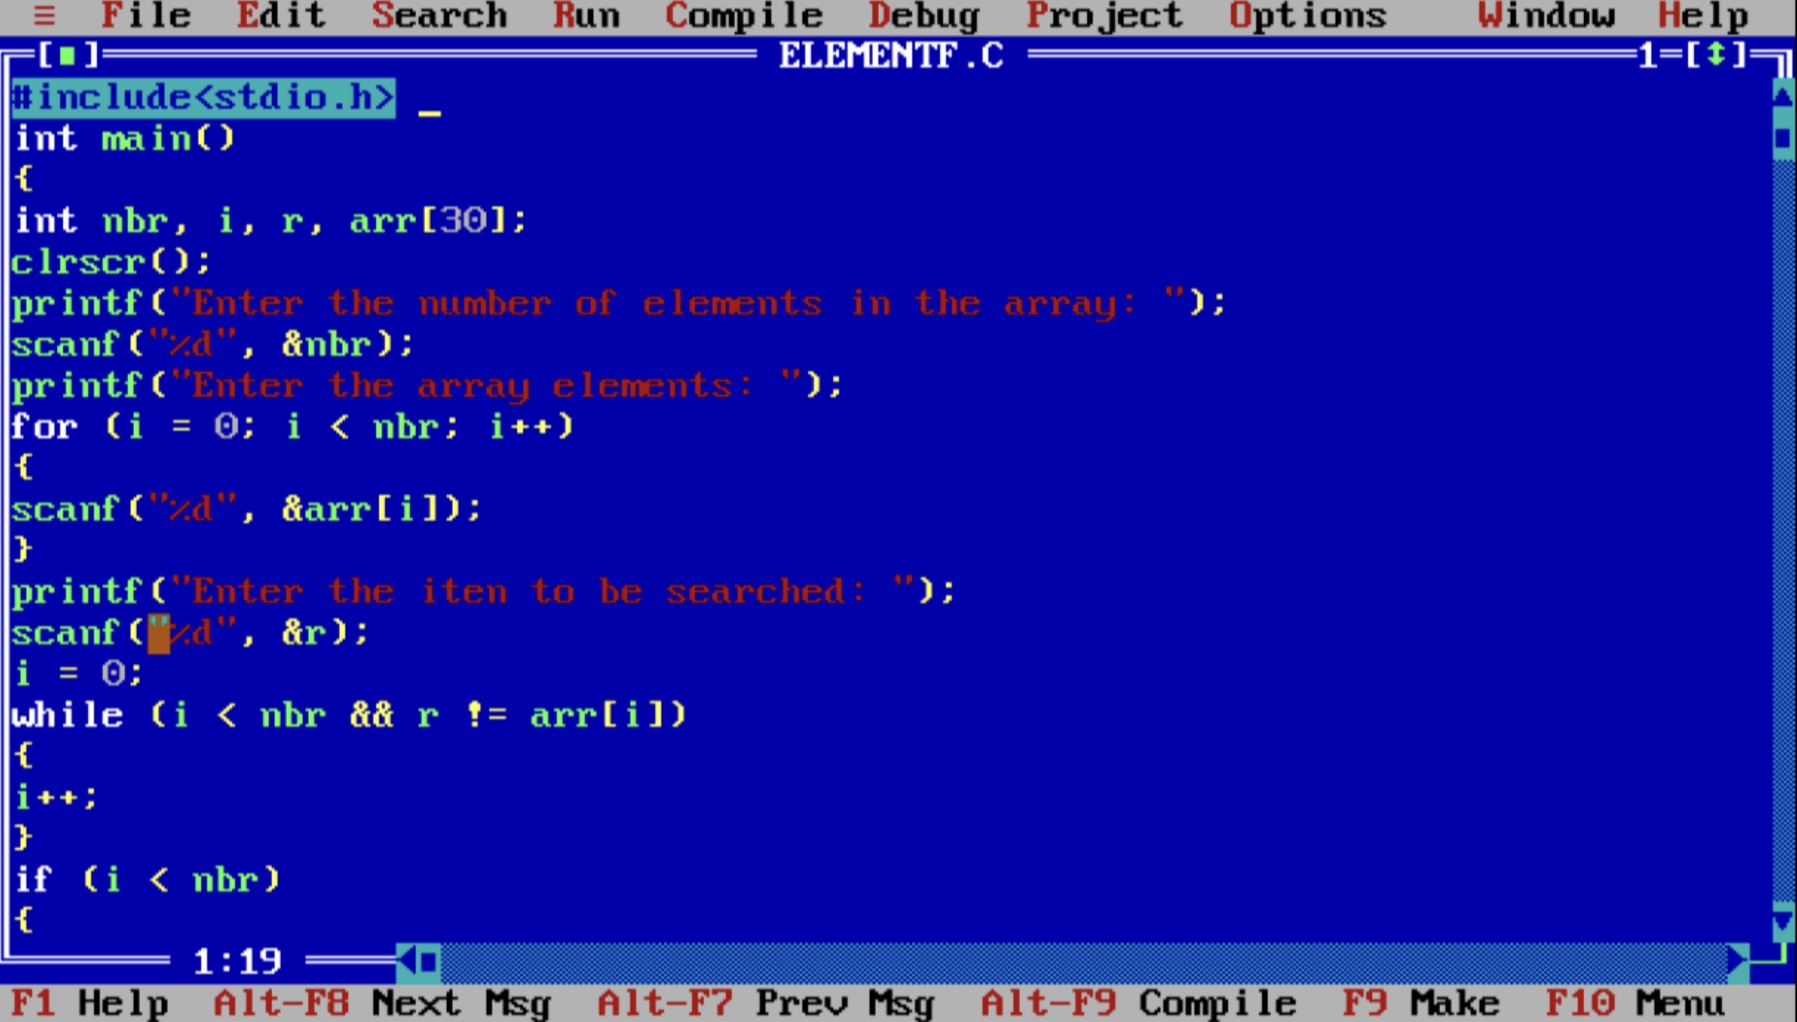 ≡ File Edit Search Run Compile Debug Project Options Window Help
[■] ELEMENTF.C 1=[↕]
#include<stdio.h>
int main()
{
int nbr, i, r, arr[30];
clrscr();
printf("Enter the number of elements in the array: ");
scanf("%d", &nbr);
printf("Enter the array elements: ");
for (i = 0; i < nbr; i++)
{
scanf("%d", &arr[i]);
}
printf("Enter the iten to be searched: ");
scanf("%d", &r);
i = 0;
while (i < nbr && r != arr[i])
{
i++;
}
if (i < nbr)
{
1:19
F1 Help Alt-F8 Next Msg Alt-F7 Prev Msg Alt-F9 Compile F9 Make F10 Menu